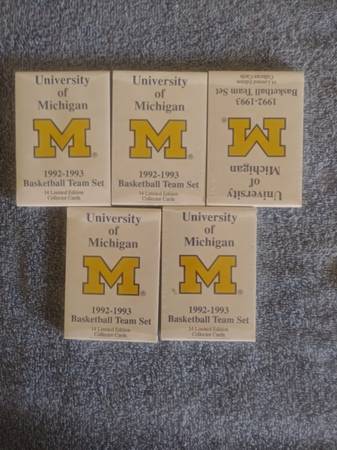 University
of
Michigan
M®
1992-1993
Basketball Team Set
14 Limited Edition
Collector Cards
University
of
Michigan
M®
1992-1993
Basketball Team Set
14 Limited Edition
Collector Cards
University
of
Michigan
M®
1992-1993
Basketball Team Set
14 Limited Edition
Collector Cards
University
of
Michigan
M®
1992-1993
Basketball Team Set
14 Limited Edition
Collector Cards
University
of
Michigan
M®
1992-1993
Basketball Team Set
14 Limited Edition
Collector Cards